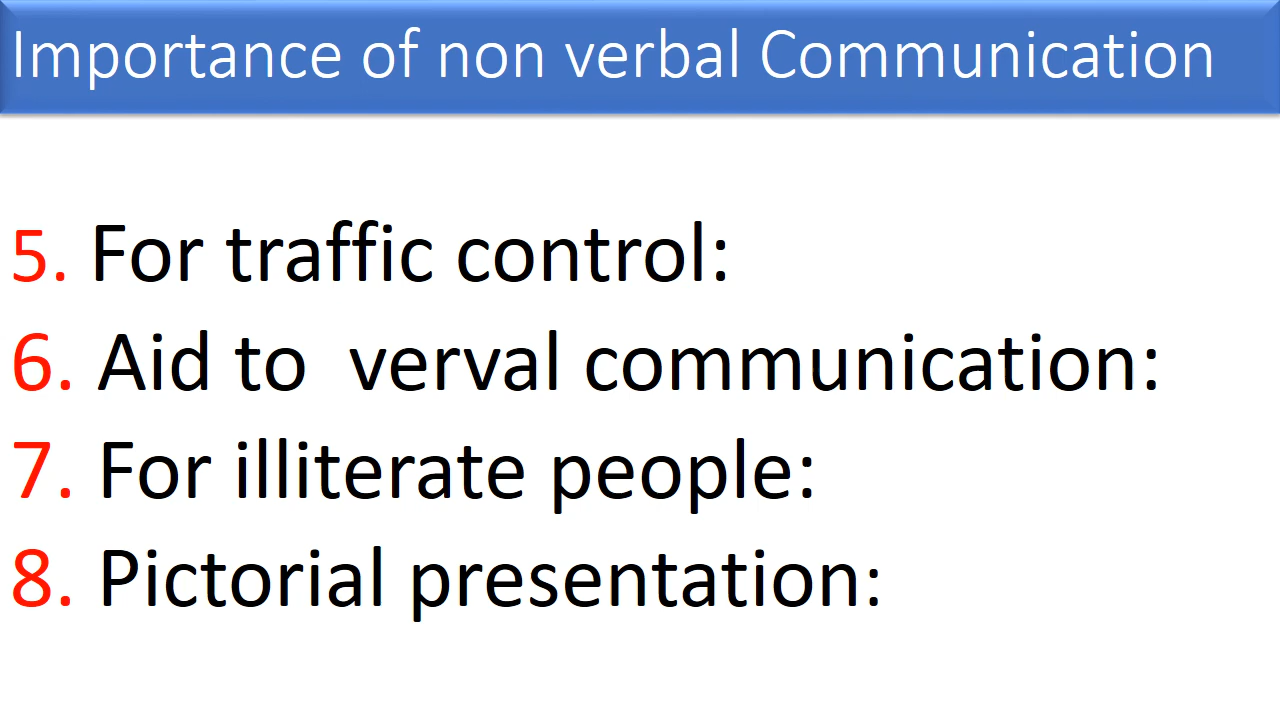 Importance of non verbal Communication
5. For traffic control:
6. Aid to verval communication:
7. For illiterate people:
8. Pictorial presentation: